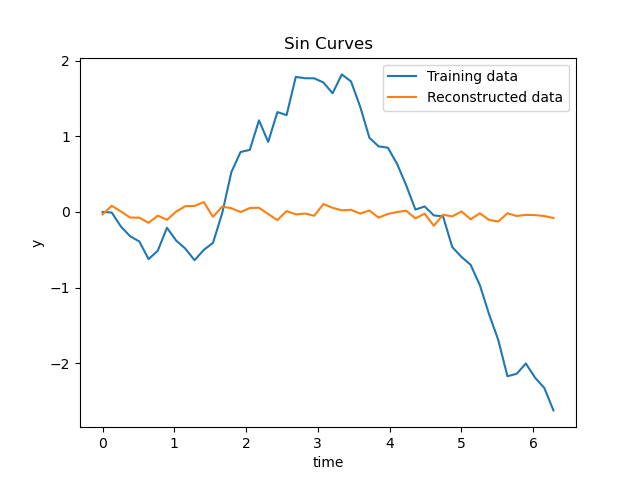 Sin Curves
Training data
Reconstructed data
2
1
0
−1
−2
y
0 1 2 3 4 5 6
time